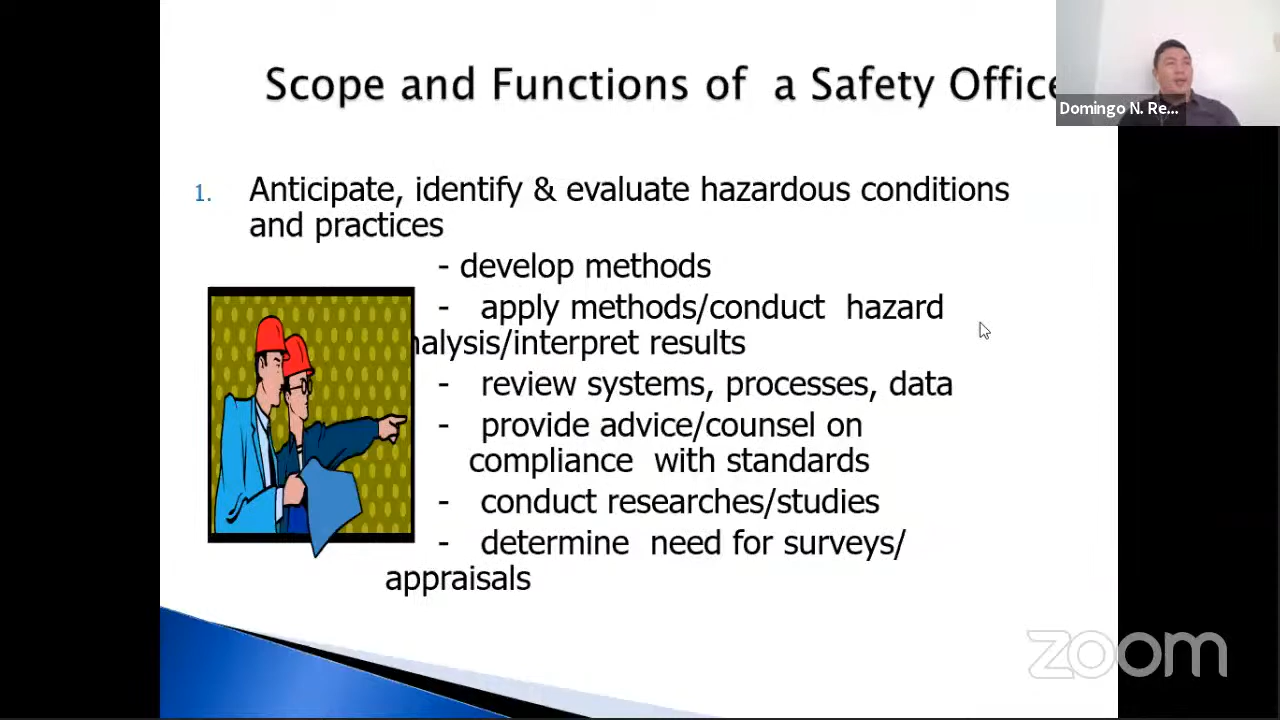 Scope and Functions of a Safety Office
Domingo N. Re...
1. Anticipate, identify & evaluate hazardous conditions
and practices
- develop methods
- apply methods/conduct hazard
nalysis/interpret results
- review systems, processes, data
- provide advice/counsel on
compliance with standards
- conduct researches/studies
- determine need for surveys/
appraisals
zoom